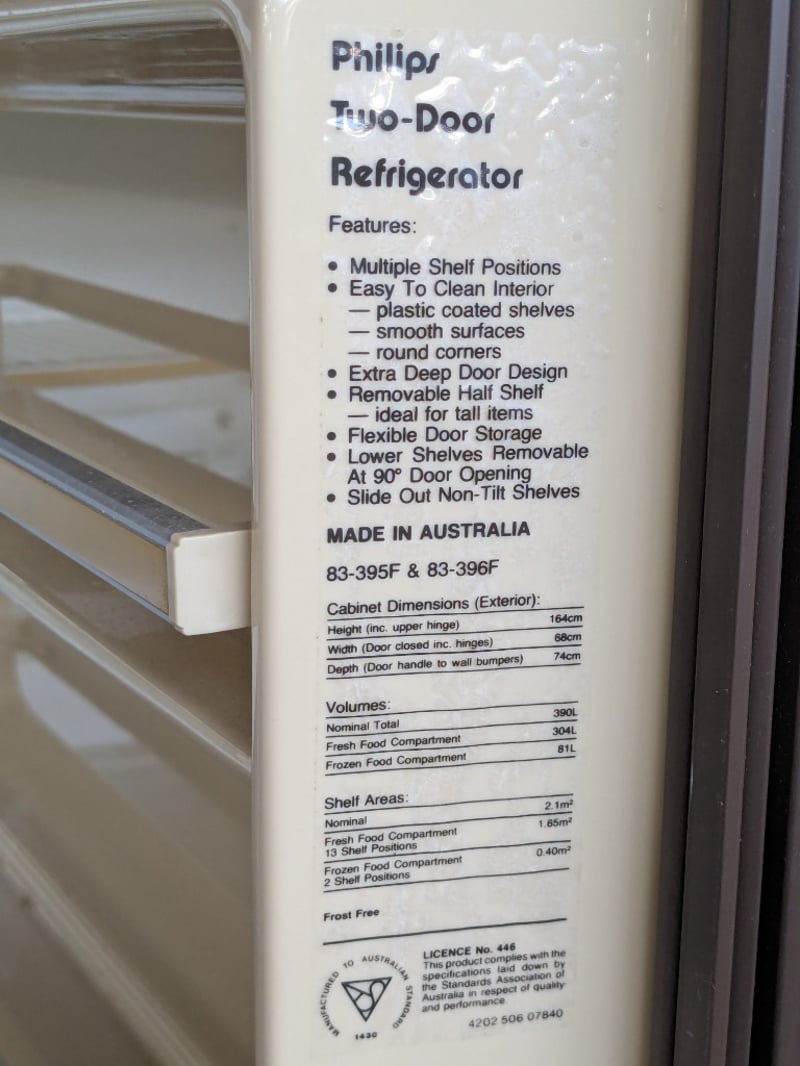 Philips
Two-Door
Refrigerator
Features:
• Multiple Shelf Positions
• Easy To Clean Interior
— plastic coated shelves
— smooth surfaces
— round corners
• Extra Deep Door Design
• Removable Half Shelf
— ideal for tall items
• Flexible Door Storage
• Lower Shelves Removable
At 90° Door Opening
• Slide Out Non-Tilt Shelves
MADE IN AUSTRALIA
83-395F & 83-396F
Cabinet Dimensions (Exterior):
Height (inc. upper hinge) 164cm
Width (Door closed inc. hinges) 68cm
Depth (Door handle to wall bumpers) 74cm
Volumes:
Nominal Total 390L
Fresh Food Compartment 304L
Frozen Food Compartment 81L
Shelf Areas:
Nominal 2.1m²
Fresh Food Compartment 1.65m²
13 Shelf Positions
Frozen Food Compartment 0.40m²
2 Shelf Positions
Frost Free
MANUFACTURED TO AUSTRALIAN STANDARD
1430
LICENCE No. 446
This product complies with the
specifications laid down by
the Standards Association of
Australia in respect of quality
and performance
4202 506 07840